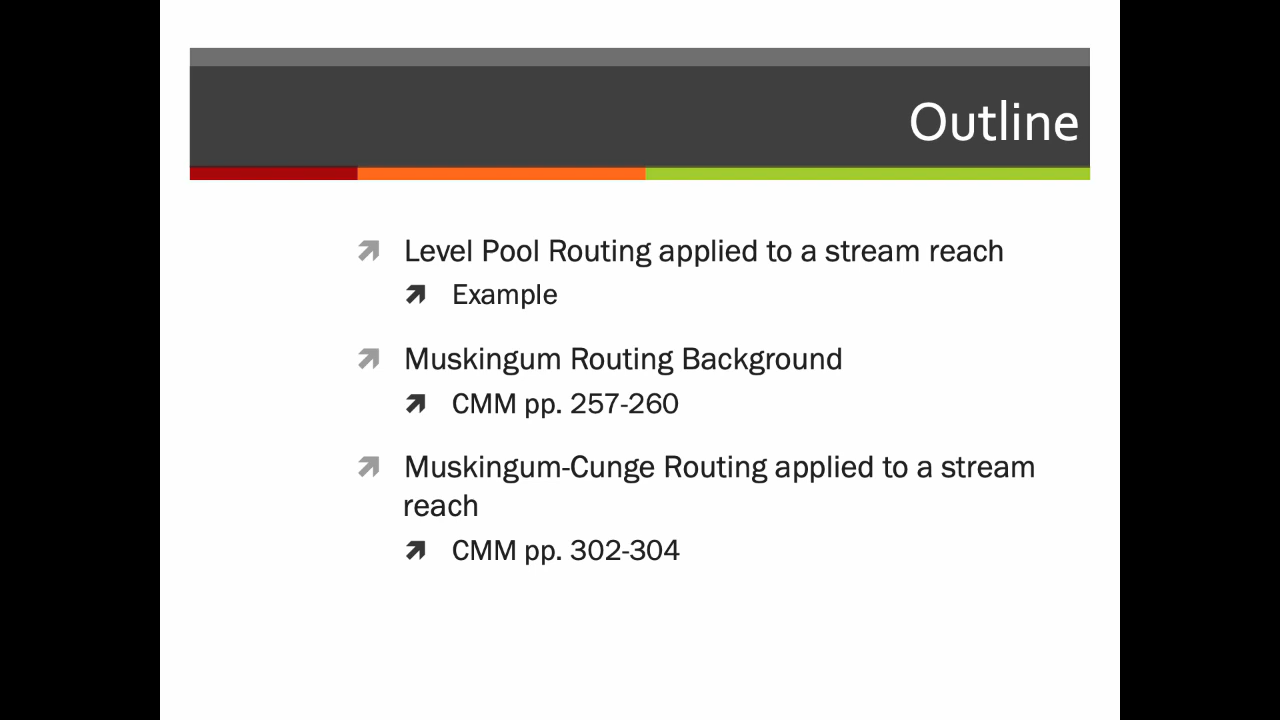 Outline
Level Pool Routing applied to a stream reach
Example
Muskingum Routing Background
CMM pp. 257-260
Muskingum-Cunge Routing applied to a stream
reach
CMM pp. 302-304